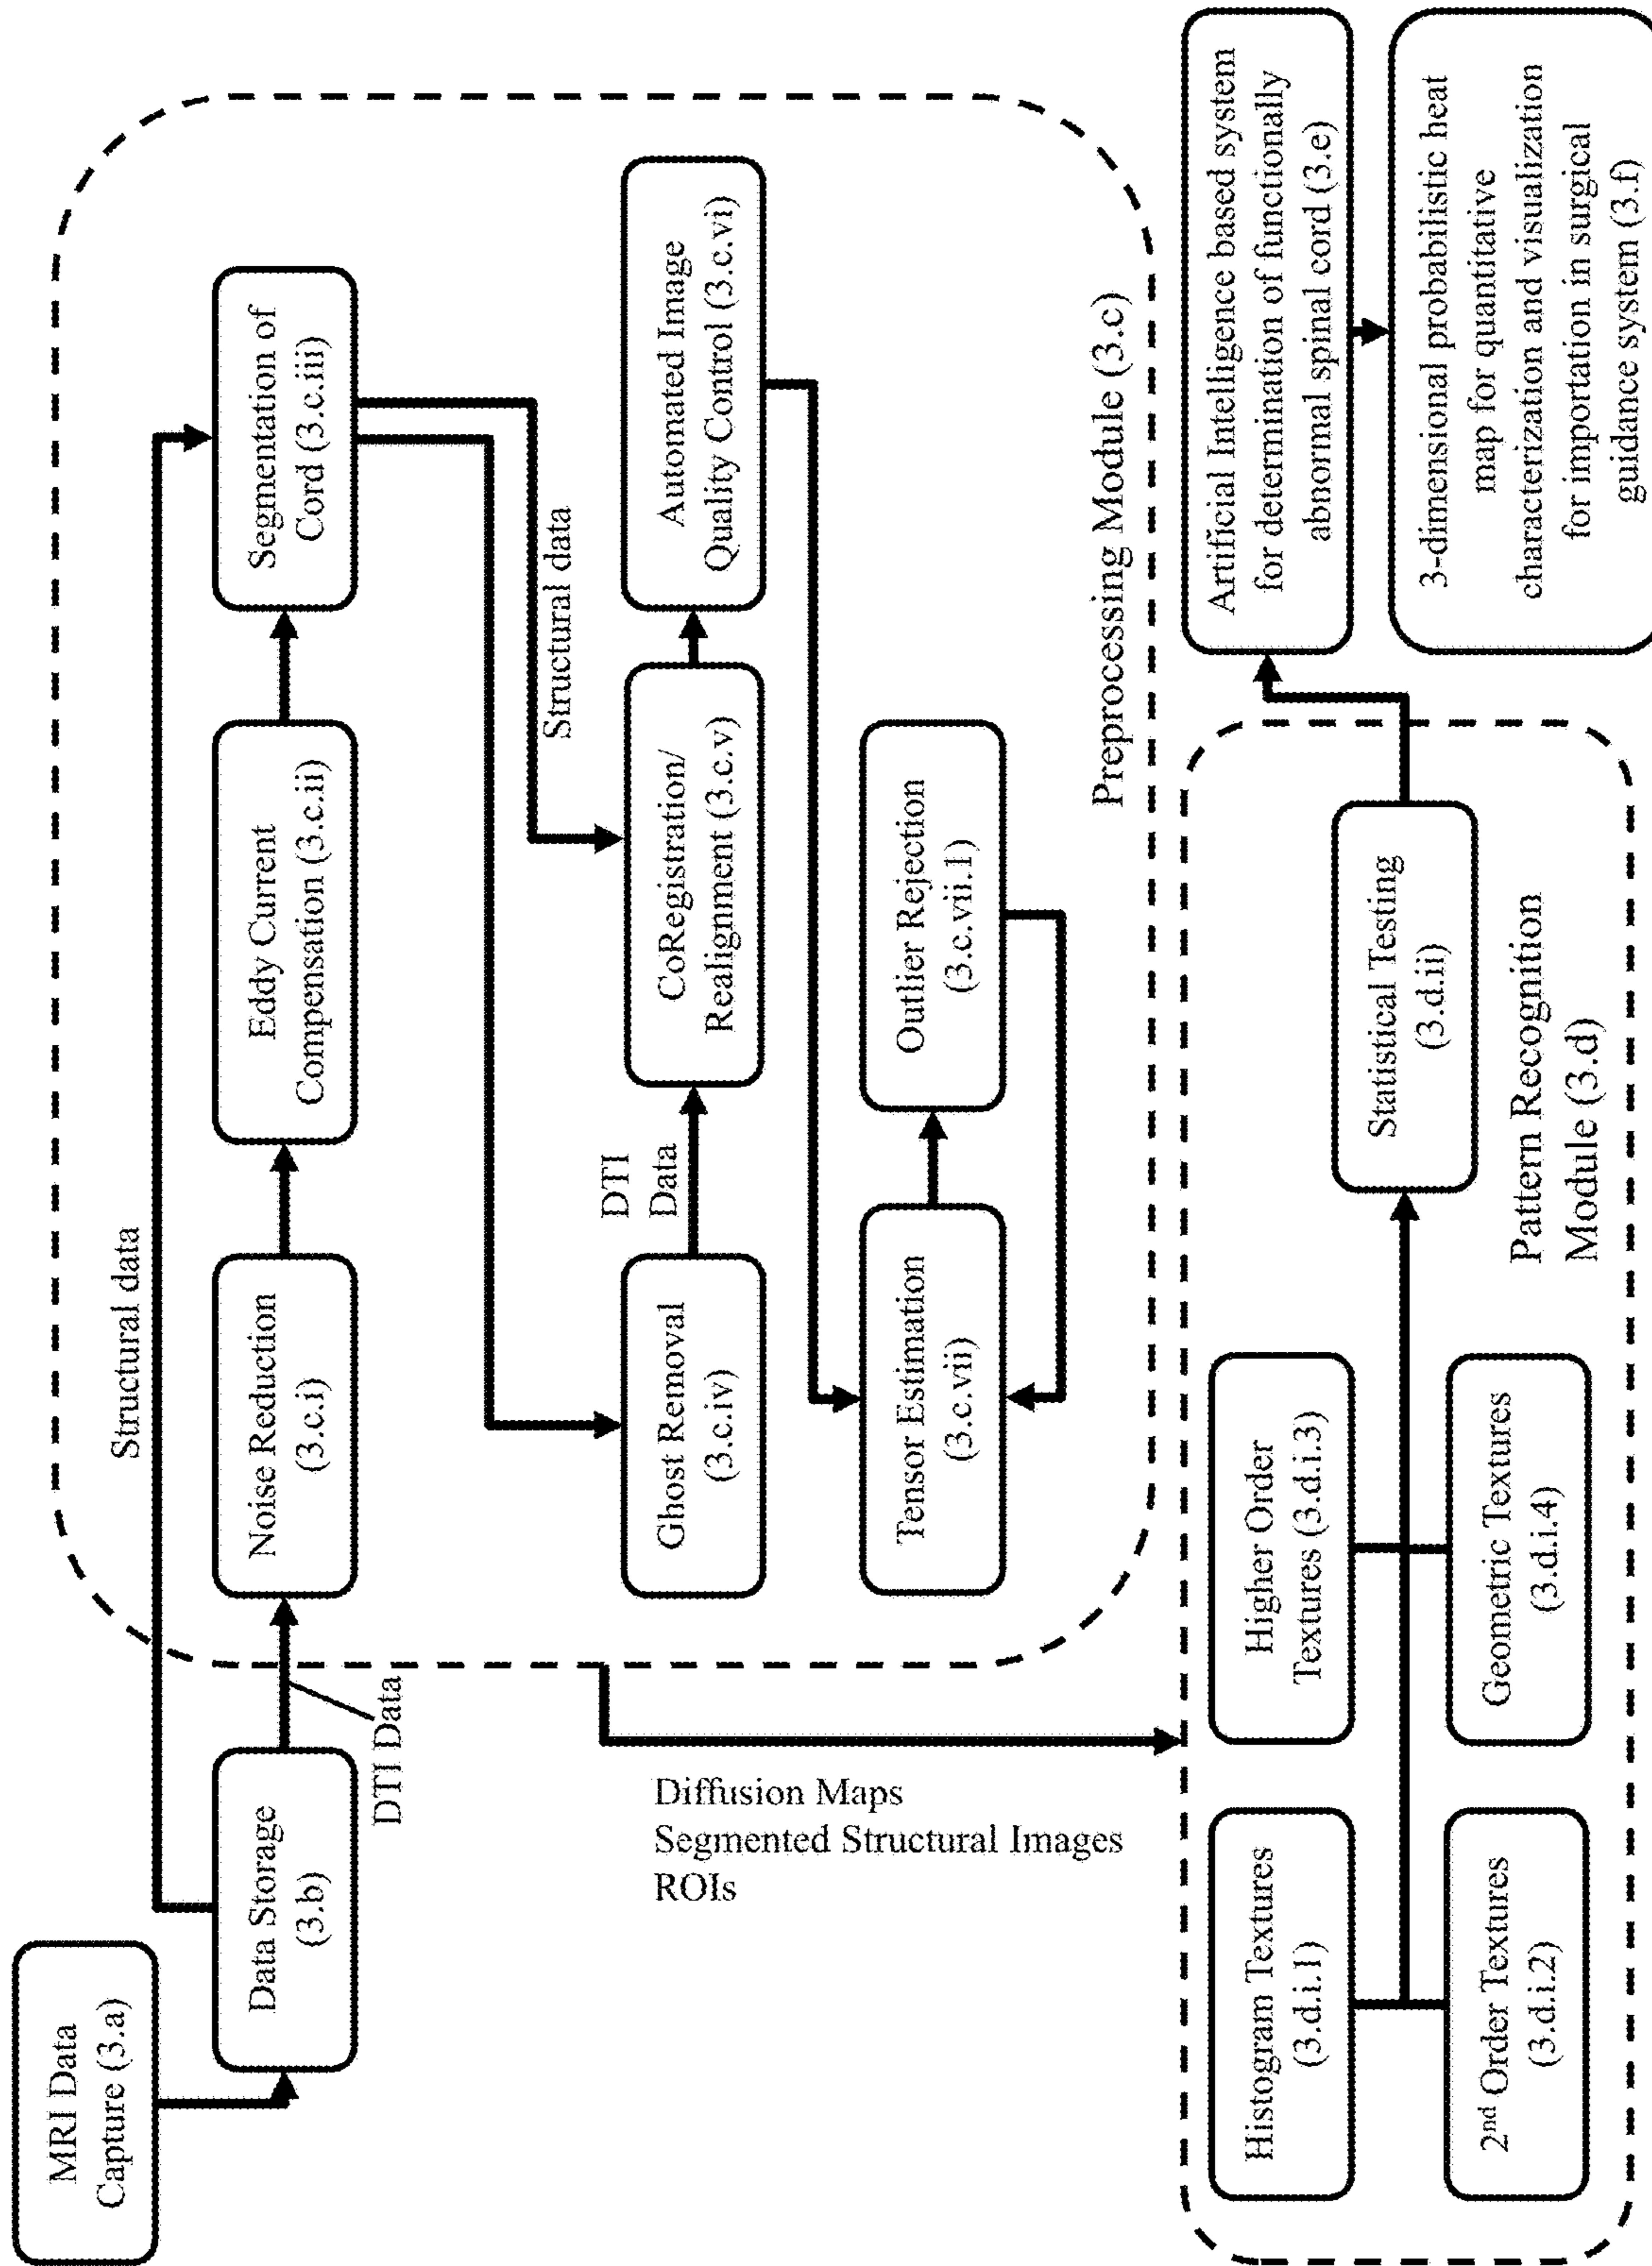 MRI Data
Capture (3.a)
Structural data
Data Storage
(3.b)
DTI Data
Noise Reduction
(3.c.i)
Eddy Current
Compensation (3.c.ii)
Segmentation of
Cord (3.c.iii)
Structural data
Ghost Removal
(3.c.iv)
DTI
Data
CoRegistration/
Realignment (3.c.v)
Automated Image
Quality Control (3.c.vi)
Tensor Estimation
(3.c.vii)
Outlier Rejection
(3.c.vii.1)
Preprocessing Module (3.c)
Diffusion Maps
Segmented Structural Images
ROIs
Histogram Textures
(3.d.i.1)
Higher Order
Textures (3.d.i.3)
2nd Order Textures
(3.d.i.2)
Geometric Textures
(3.d.i.4)
Statistical Testing
(3.d.ii)
Pattern Recognition
Module (3.d)
Artificial Intelligence based system
for determination of functionally
abnormal spinal cord (3.e)
3-dimensional probabilistic heat
map for quantitative
characterization and visualization
for importation in surgical
guidance system (3.f)